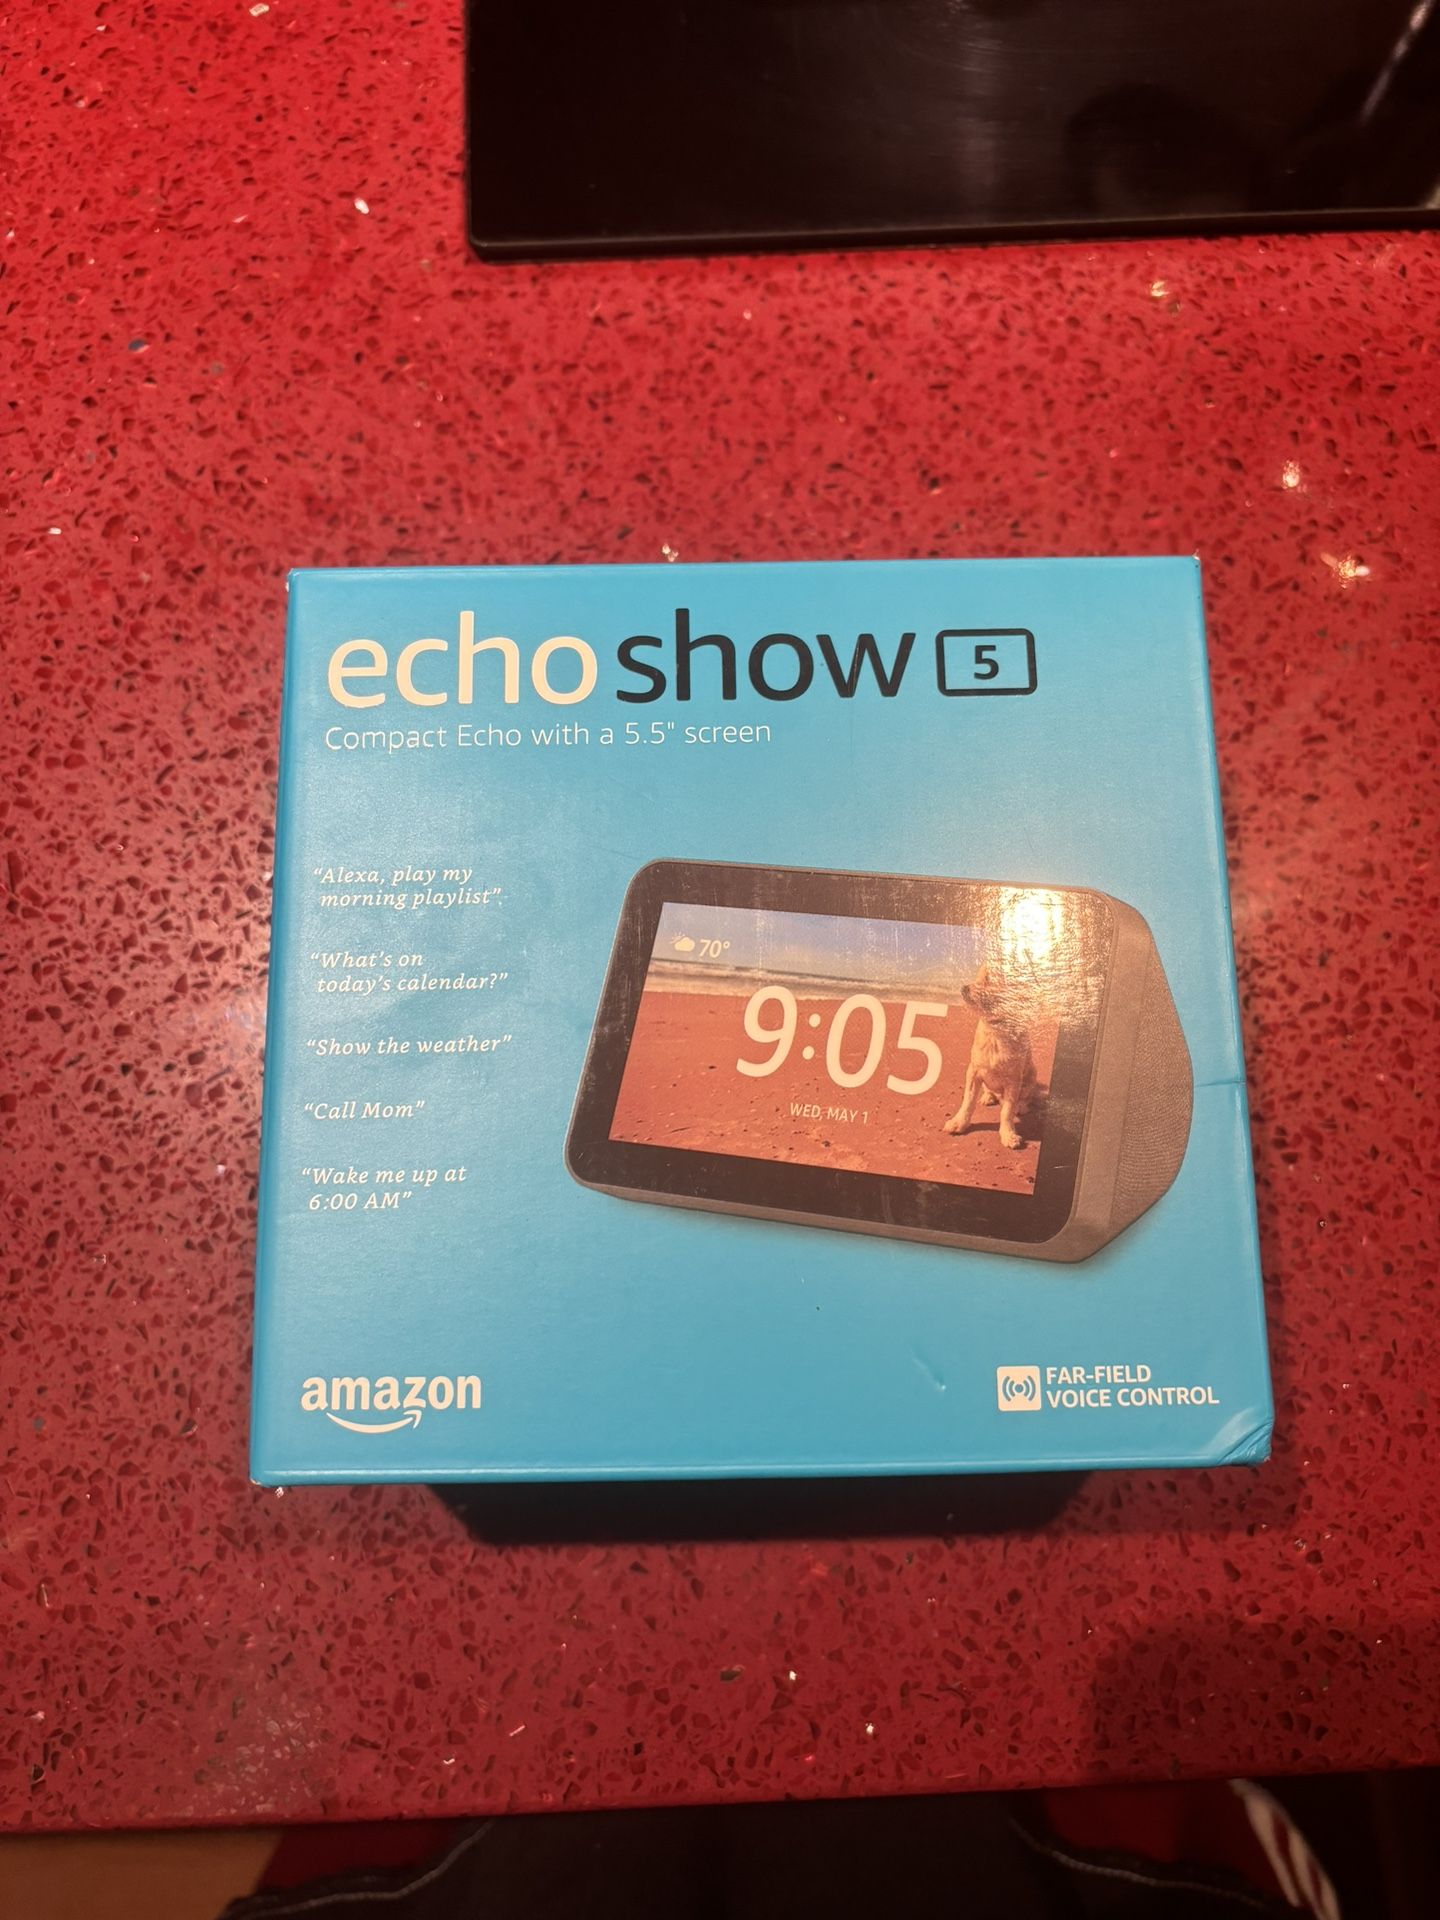 echo show 5
Compact Echo with a 5.5" screen
“Alexa, play my
morning playlist”
“What’s on
today’s calendar?”
“Show the weather”
“Call Mom”
“Wake me up at
6:00 AM”
70°
9:05
WED, MAY 1
amazon
FAR-FIELD
VOICE CONTROL